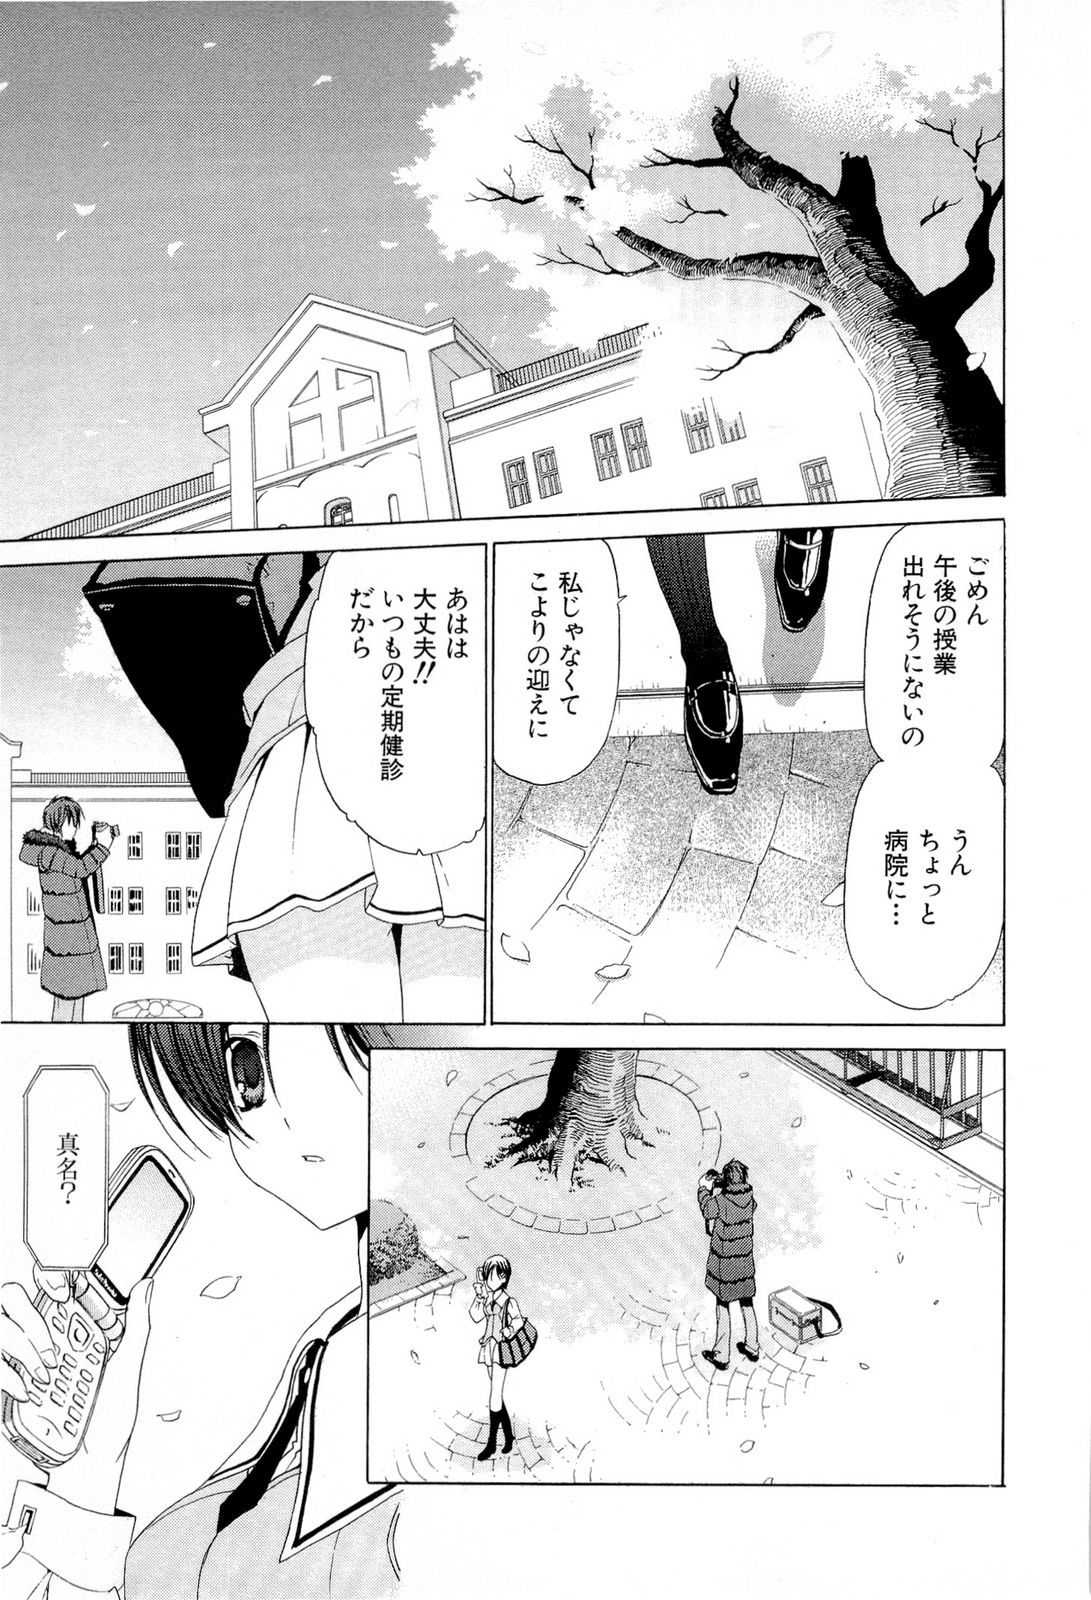 ごめん
午後の授業
出れそうにないの
うん
ちょっと
病院に…
私じゃなくて
こよりの迎えに
あはは
大丈夫!!
いつもの定期健診
だから
真名?